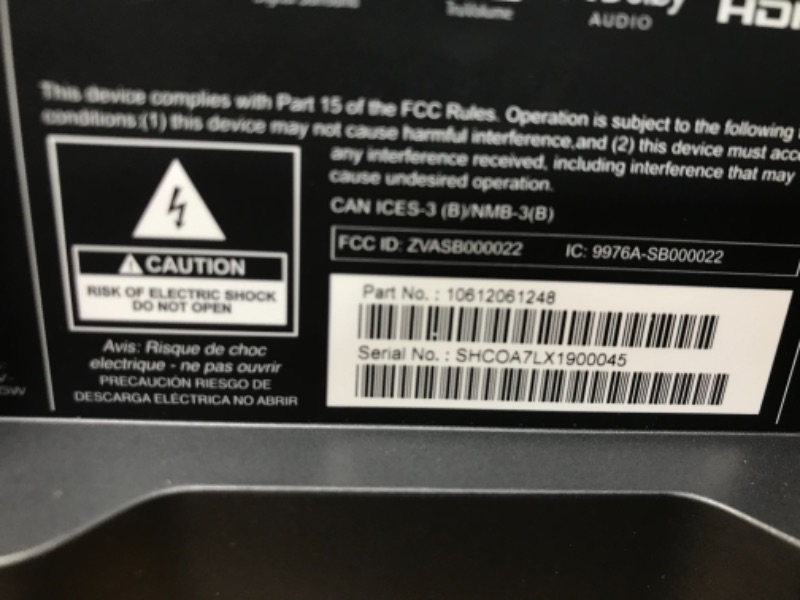 Digital Surround
TruVolume
AUDIO
This device complies with Part 15 of the FCC Rules. Operation is subject to the following
conditions:(1) this device may not cause harmful interference,and (2) this device must
any interference received, including interference that may
cause undesired operation.
CAN ICES-3 (B)/NMB-3(B)
FCC ID: ZVASB000022 IC: 9976A-SB000022
CAUTION
RISK OF ELECTRIC SHOCK
DO NOT OPEN
Avis: Risque de choc
electrique - ne pas ouvrir
PRECAUCIÓN RIESGO DE
DESCARGA ELÉCTRICA NO ABRIR
Part No. : 10612061248
Serial No. : SHCOA7LX1900045